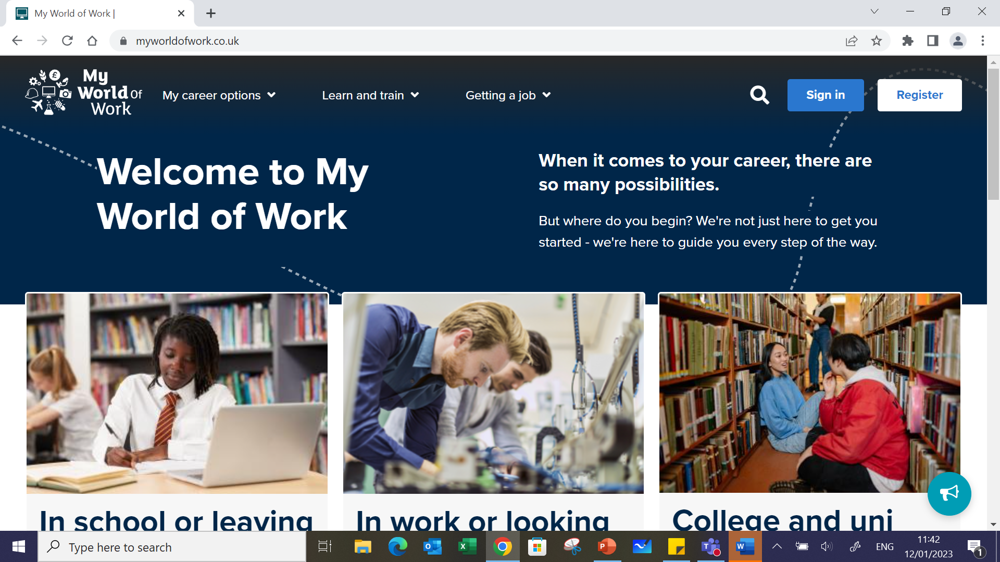 My World of Work |
myworldofwork.co.uk
My
World OF
Work
My career options
Learn and train
Getting a job
Sign in
Register
Welcome to My
World of Work
When it comes to your career, there are
so many possibilities.
But where do you begin? We're not just here to get you
started - we're here to guide you every step of the way.
In school or leaving
In work or looking
College and uni
Type here to search
ENG
11:42
12/01/2023
1